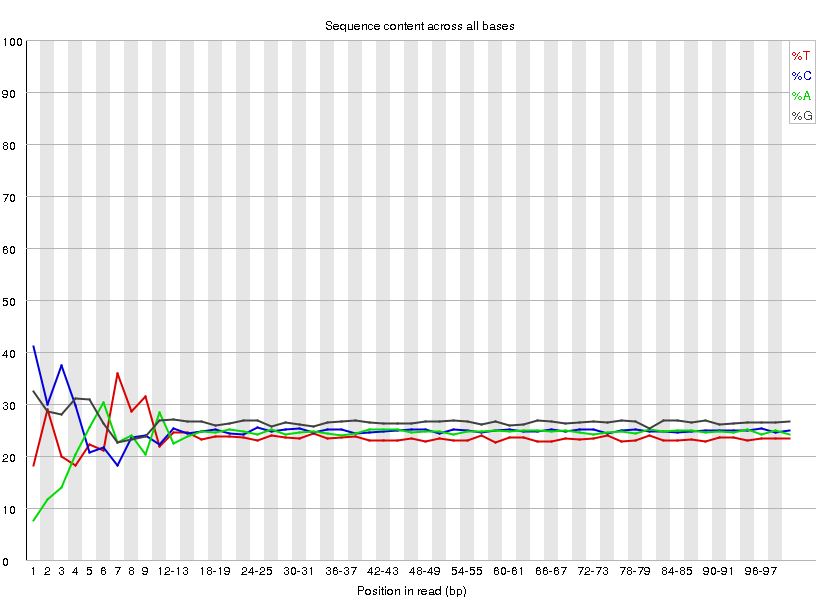 Sequence content across all bases
100
90
80
70
60
50
40
30
20
10
0
%T
%C
%A
%G
1 2 3 4 5 6 7 8 9 12-13 18-19 24-25 30-31 36-37 42-43 48-49 54-55 60-61 66-67 72-73 78-79 84-85 90-91 96-97
Position in read (bp)